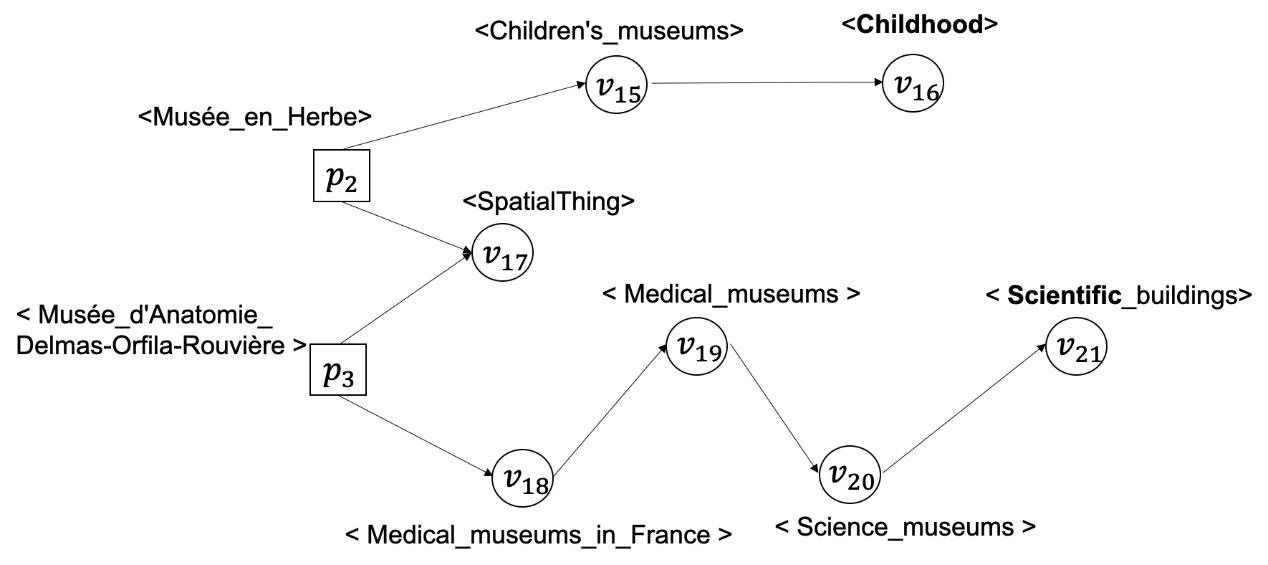 <Children's_museums>
<Childhood>
v15
v16
<Musée_en_Herbe>
p2
<SpatialThing>
v17
< Musée_d'Anatomie_
Delmas-Orfila-Rouvière >
p3
< Medical_museums >
v19
< Scientific_buildings>
v21
v18
v20
< Medical_museums_in_France >
< Science_museums >